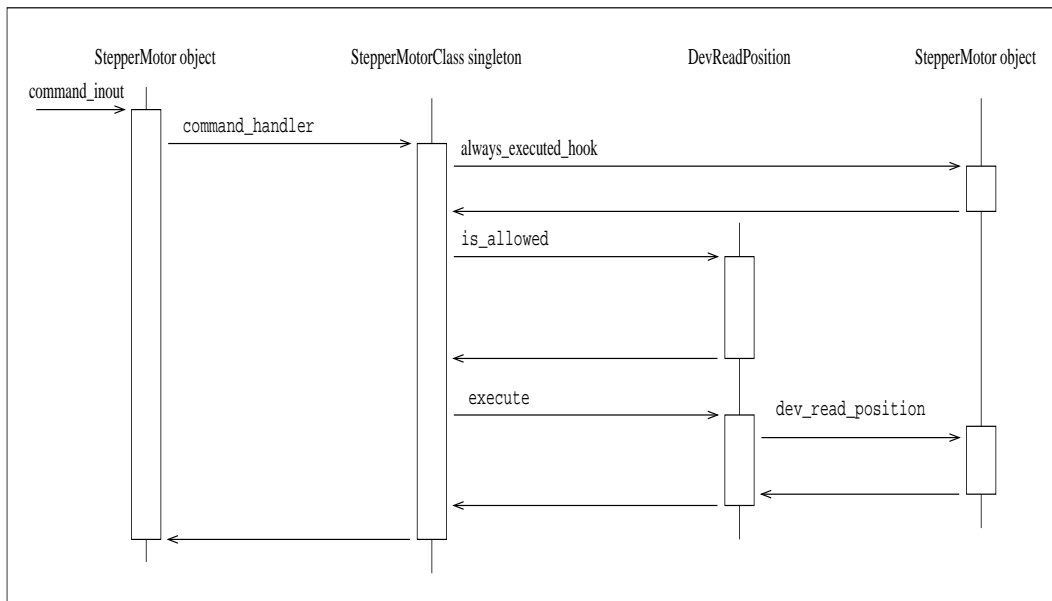 StepperMotor object
StepperMotorClass singleton
DevReadPosition
StepperMotor object
command_inout
command_handler
always_executed_hook
is_allowed
execute
dev_read_position